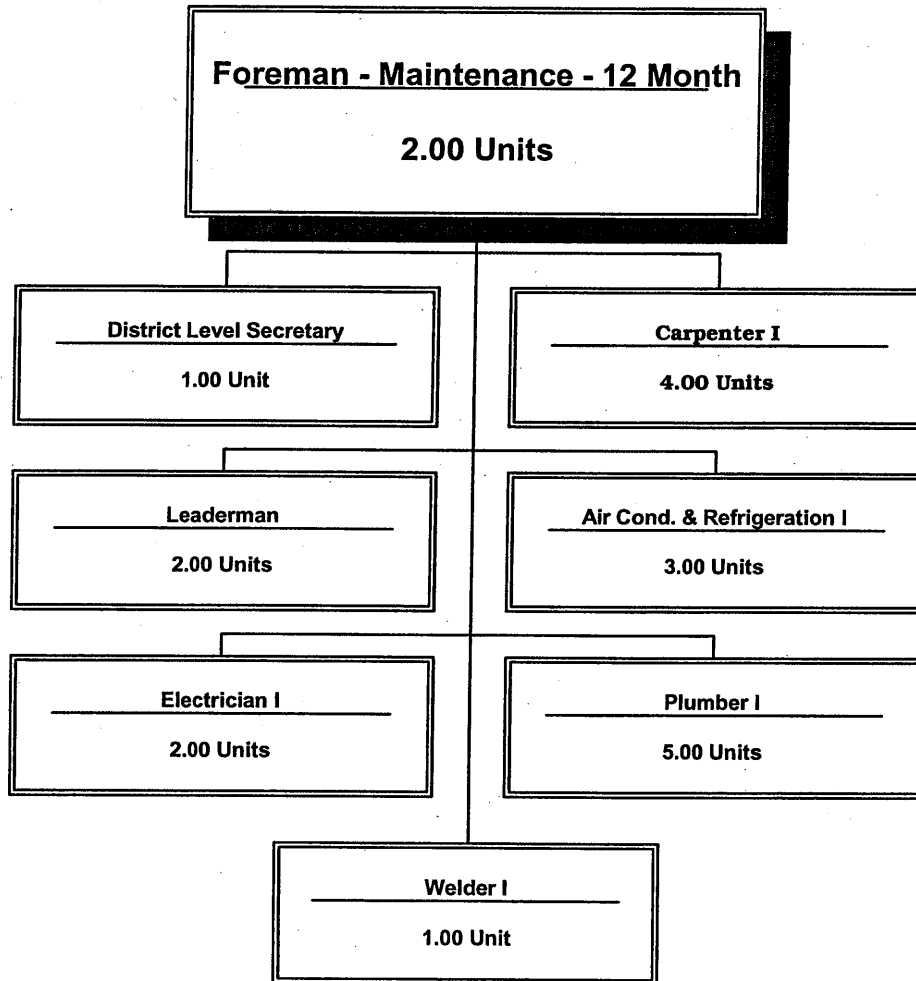 Foreman - Maintenance - 12 Month
2.00 Units
District Level Secretary
1.00 Unit
Carpenter I
4.00 Units
Leaderman
2.00 Units
Air Cond. & Refrigeration I
3.00 Units
Electrician I
2.00 Units
Plumber I
5.00 Units
Welder I
1.00 Unit